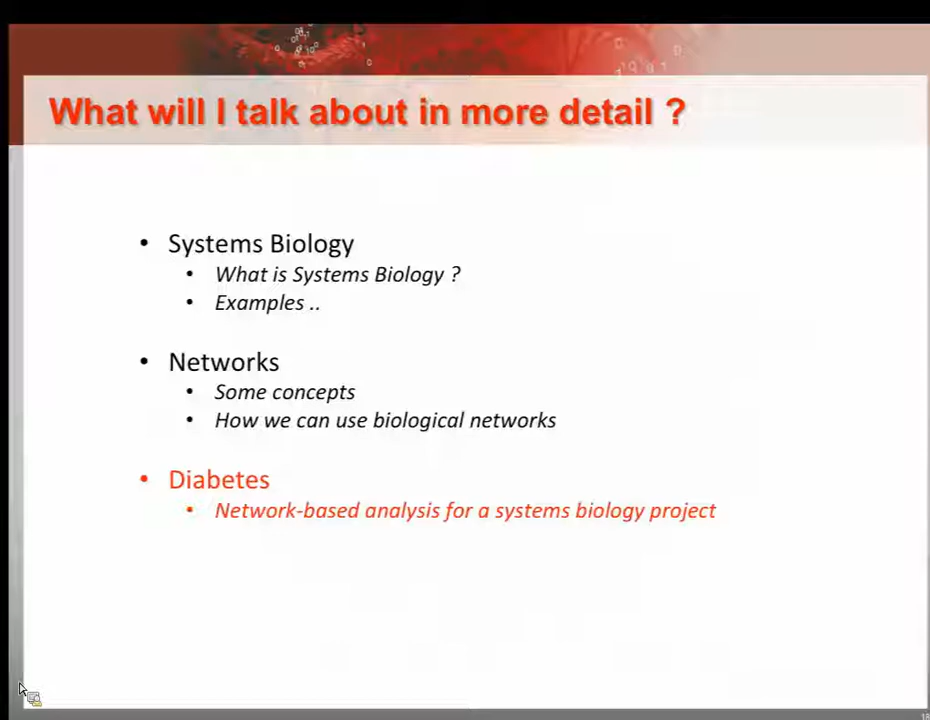 What will I talk about in more detail ?
• Systems Biology
• What is Systems Biology ?
• Examples ..
• Networks
• Some concepts
• How we can use biological networks
• Diabetes
• Network-based analysis for a systems biology project